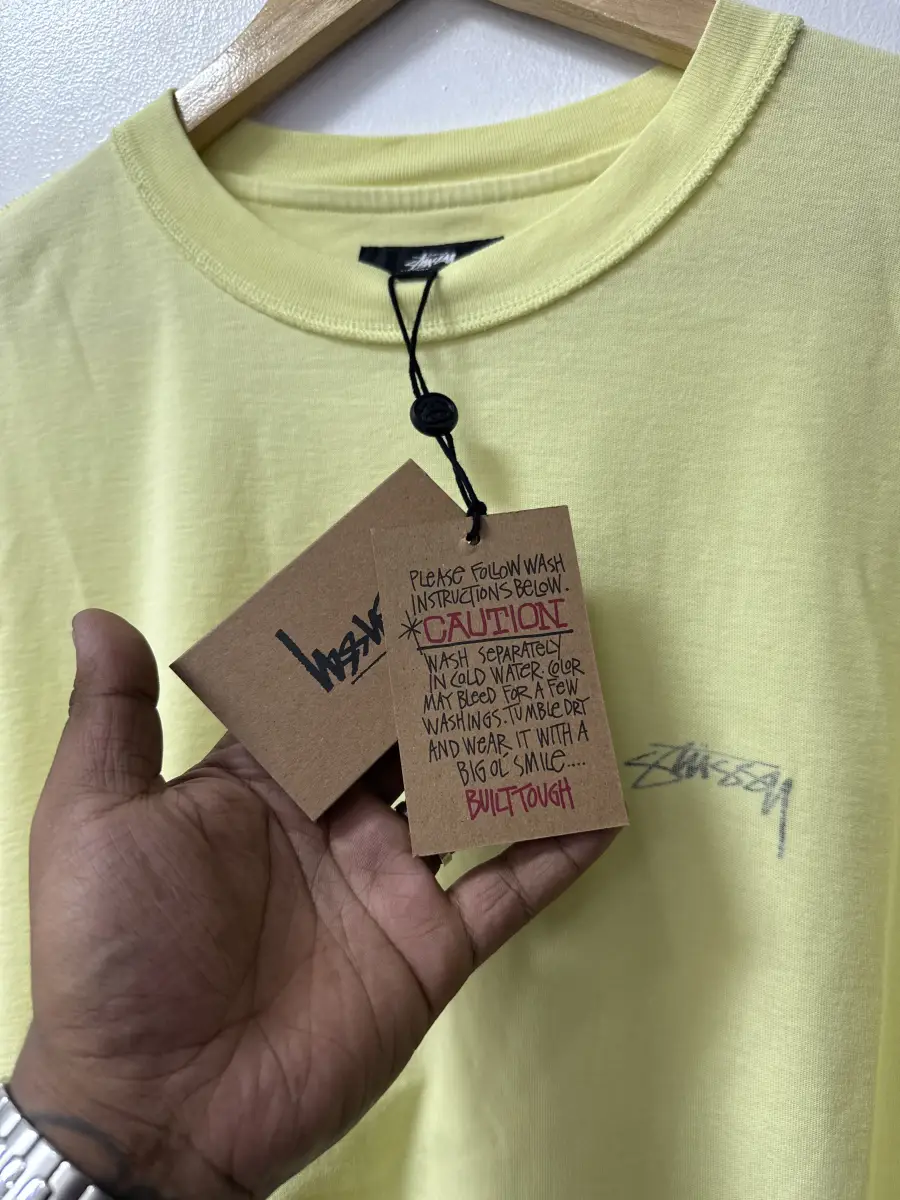 Stüssy
PLEASE FOLLOW WASH
INSTRUCTIONS BELOW.
*CAUTION
WASH SEPARATELY
IN COLD WATER. COLOR
MAY BLEED FOR A FEW
WASHINGS. TUMBLE DRY
AND WEAR IT WITH A
BIG OL' SMILE....
BUILT TOUGH
Stüssy